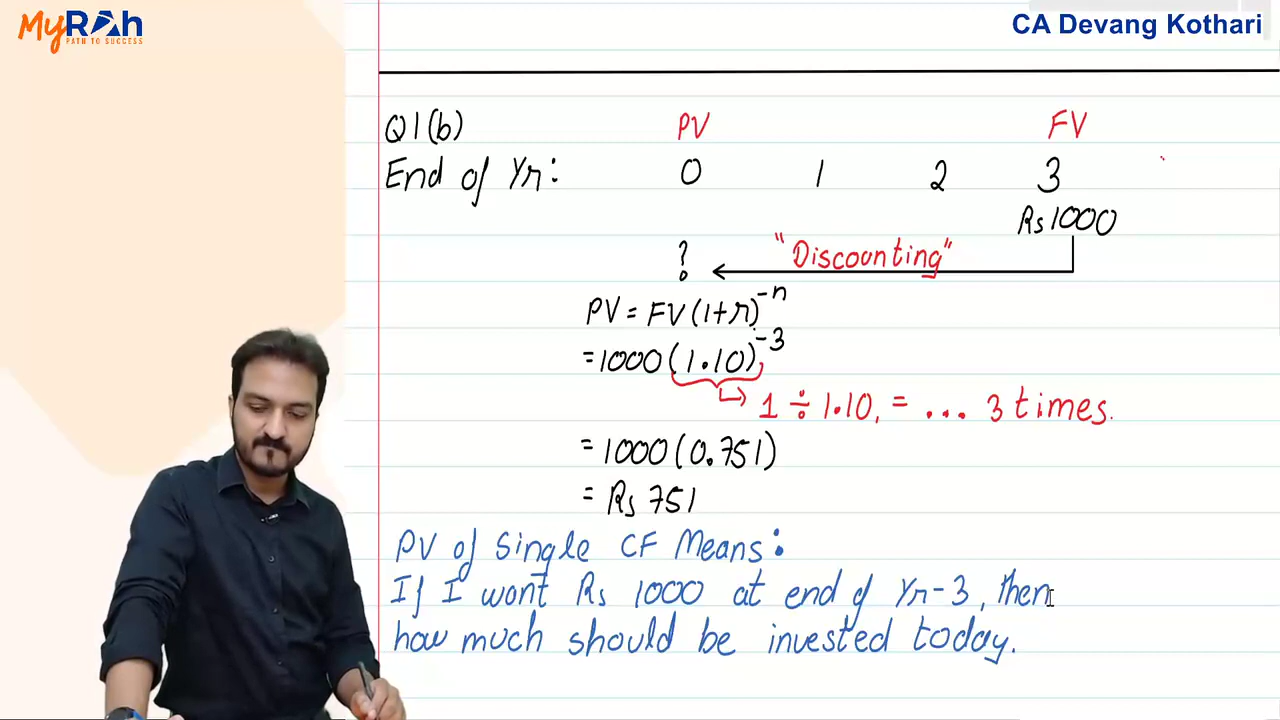 MyRAh
PATH TO SUCCESS
CA Devang Kothari
Q1(b) PV FV
End of Yr: 0 1 2 3
Rs 1000
? "Discounting"
PV = FV (1+r)^-n
= 1000 (1.10)^-3
1 ÷ 1.10, = ... 3 times.
= 1000 (0.751)
= Rs 751
PV of Single CF Means:
If I want Rs 1000 at end of Yr-3, then
how much should be invested today.